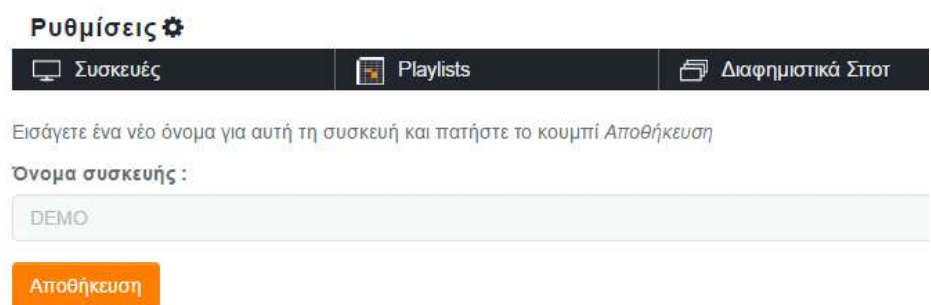 Ρυθμίσεις
Συσκευές Playlists Διαφημιστικά Σποτ
Εισάγετε ένα νέο όνομα για αυτή τη συσκευή και πατήστε το κουμπί Αποθήκευση
Όνομα συσκευής :
DEMO
Αποθήκευση